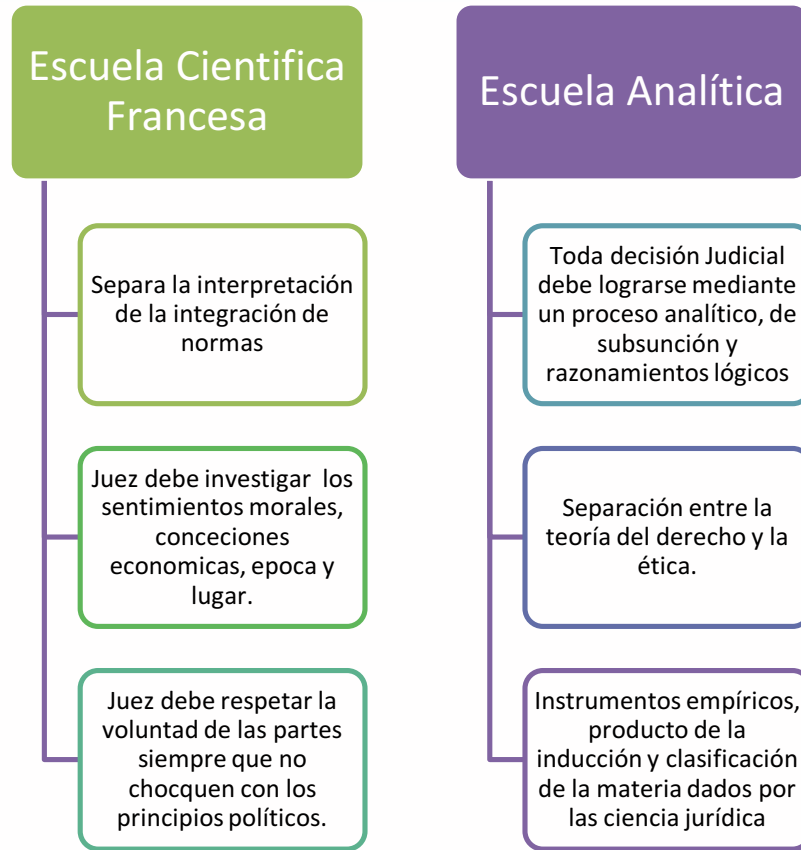 Escuela Cientifica
Francesa
Separa la interpretación
de la integración de
normas
Juez debe investigar  los
sentimientos morales,
conceciones
economicas, epoca y
lugar.
Juez debe respetar la
voluntad de las partes
siempre que no
chocquen con los
principios políticos.
Escuela Analítica
Toda decisión Judicial
debe lograrse mediante
un proceso analítico, de
subsunción y
razonamientos lógicos
Separación entre la
teoría del derecho y la
ética.
Instrumentos empíricos,
producto de la
inducción y clasificación
de la materia dados por
las ciencia jurídica